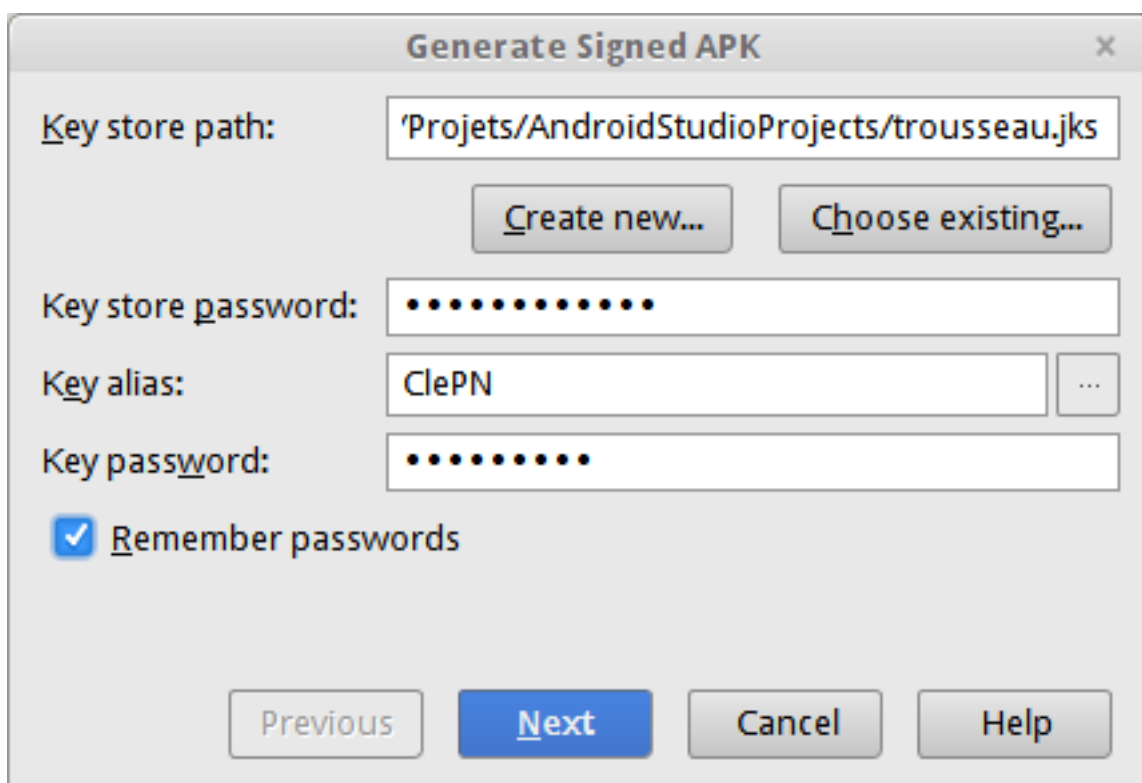 Generate Signed APK ×
Key store path: /Projets/AndroidStudioProjects/trousseau.jks
Create new... Choose existing...
Key store password: ••••••••••••
Key alias: ClePN ...
Key password: •••••••••
Remember passwords
Previous Next Cancel Help